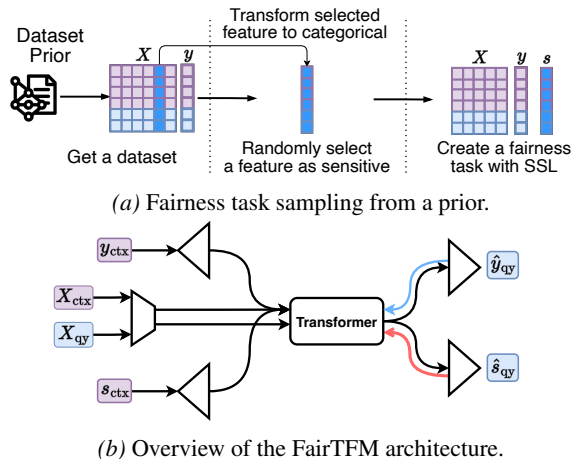 Dataset
Prior
X y
Get a dataset
Transform selected
feature to categorical
Randomly select
a feature as sensitive
X y s
Create a fairness
task with SSL
(a) Fairness task sampling from a prior.
y_ctx
X_ctx
X_qy
s_ctx
Transformer
ŷ_qy
ŝ_qy
(b) Overview of the FairTFM architecture.